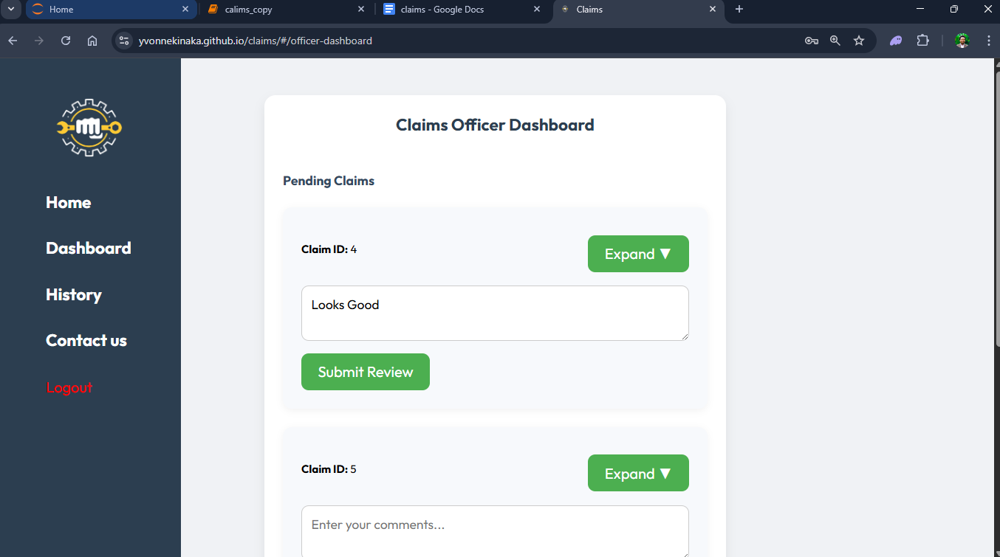 Home
calims_copy
claims - Google Docs
Claims
yvonnekinaka.github.io/claims/#/officer-dashboard
Home
Dashboard
History
Contact us
Logout
Claims Officer Dashboard
Pending Claims
Claim ID: 4
Expand ▼
Looks Good
Submit Review
Claim ID: 5
Expand ▼
Enter your comments...